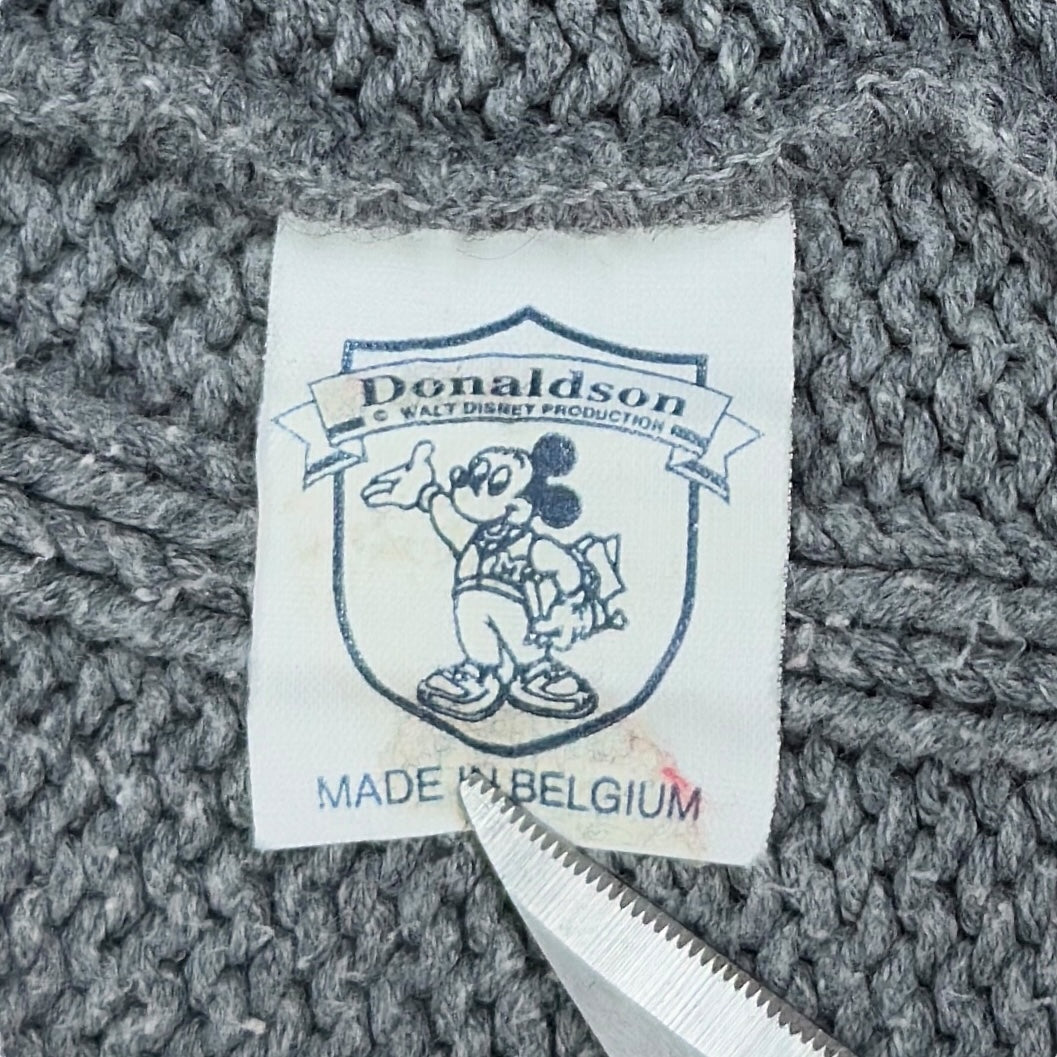 Donaldson
© WALT DISNEY PRODUCTION
M
MADE IN BELGIUM